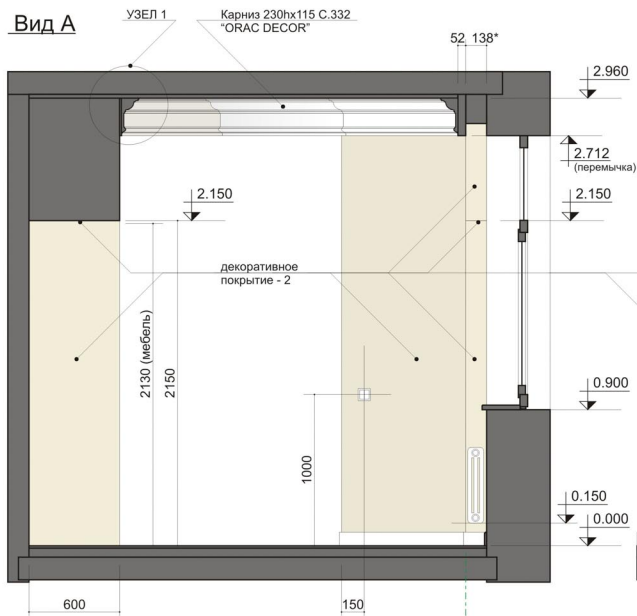 Вид А
УЗЕЛ 1
Карниз 230hx115 C.332
“ORAC DECOR”
52 138*
2.960
2.712
(перемычка)
2.150
2.150
декоративное
покрытие - 2
2130 (мебель)
2150
1000
0.900
0.150
0.000
600
150